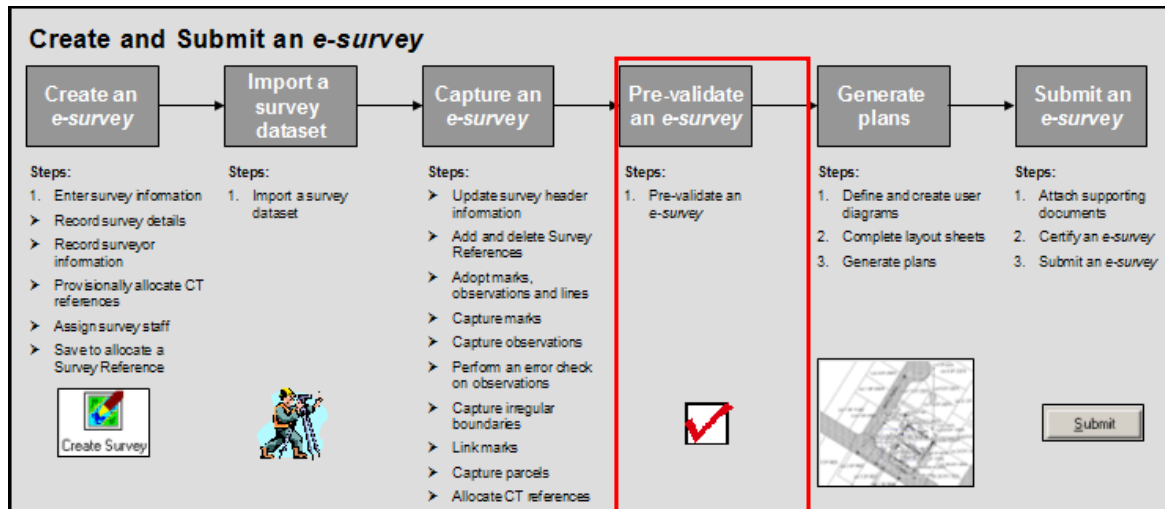 Create and Submit an e-survey
Create an
e-survey
Import a
survey
dataset
Capture an
e-survey
Pre-validate
an e-survey
Generate
plans
Submit an
e-survey
Steps:
1. Enter survey information
➤ Record survey details
➤ Record surveyor
information
➤ Provisionally allocate CT
references
➤ Assign survey staff
➤ Save to allocate a
Survey Reference
Create Survey
Steps:
1. Import a survey
dataset
Steps:
➤ Update survey header
information
➤ Add and delete Survey
References
➤ Adopt marks,
observations and lines
➤ Capture marks
➤ Capture observations
➤ Perform an error check
on observations
➤ Capture irregular
boundaries
➤ Link marks
➤ Capture parcels
➤ Allocate CT references
Steps:
1. Pre-validate an
e-survey
Steps:
1. Define and create user
diagrams
2. Complete layout sheets
3. Generate plans
Steps:
1. Attach supporting
documents
2. Certify an e-survey
3. Submit an e-survey
Submit